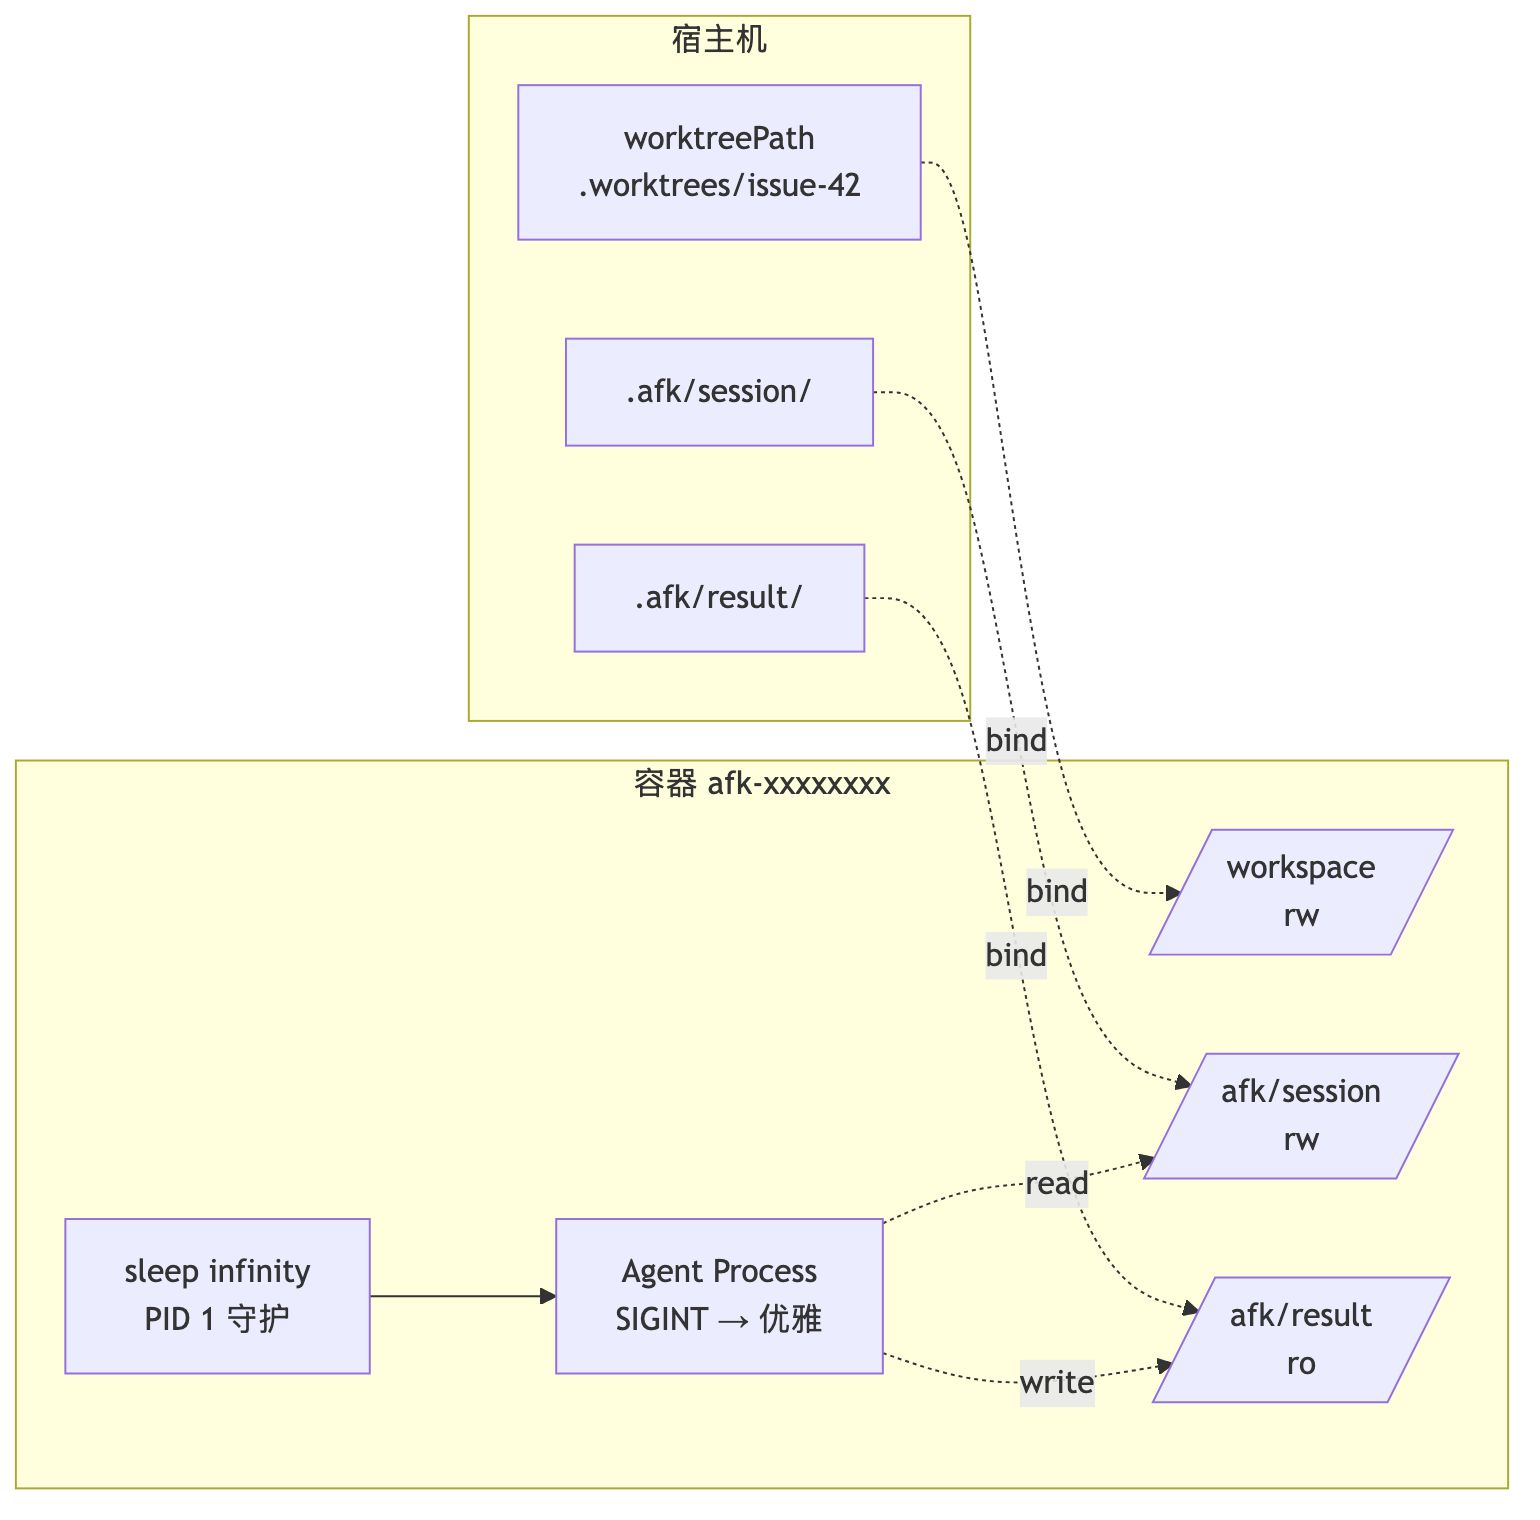 宿主机
worktreePath
.worktrees/issue-42
.afk/session/
.afk/result/
bind
容器 afk-xxxxxxxx
workspace
rw
bind
bind
afk/session
rw
read
sleep infinity
PID 1 守护
Agent Process
SIGINT → 优雅
afk/result
ro
write